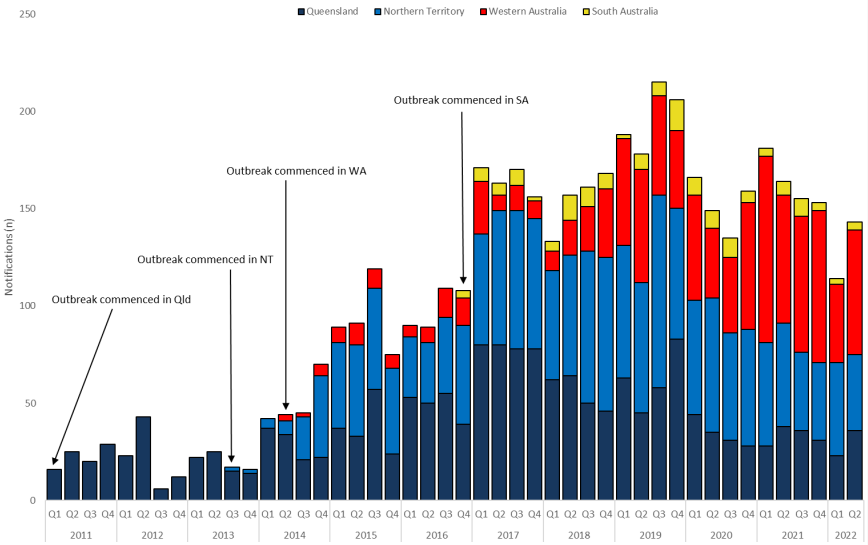 Queensland Northern Territory Western Australia South Australia
250
200
150
100
50
0
Notifications (n)
Outbreak commenced in Qld
Outbreak commenced in NT
Outbreak commenced in WA
Outbreak commenced in SA
Q1 Q2 Q3 Q4 Q1 Q2 Q3 Q4 Q1 Q2 Q3 Q4 Q1 Q2 Q3 Q4 Q1 Q2 Q3 Q4 Q1 Q2 Q3 Q4 Q1 Q2 Q3 Q4 Q1 Q2 Q3 Q4 Q1 Q2 Q3 Q4 Q1 Q2 Q3 Q4 Q1 Q2 Q3 Q4 Q1 Q2
2011 2012 2013 2014 2015 2016 2017 2018 2019 2020 2021 2022